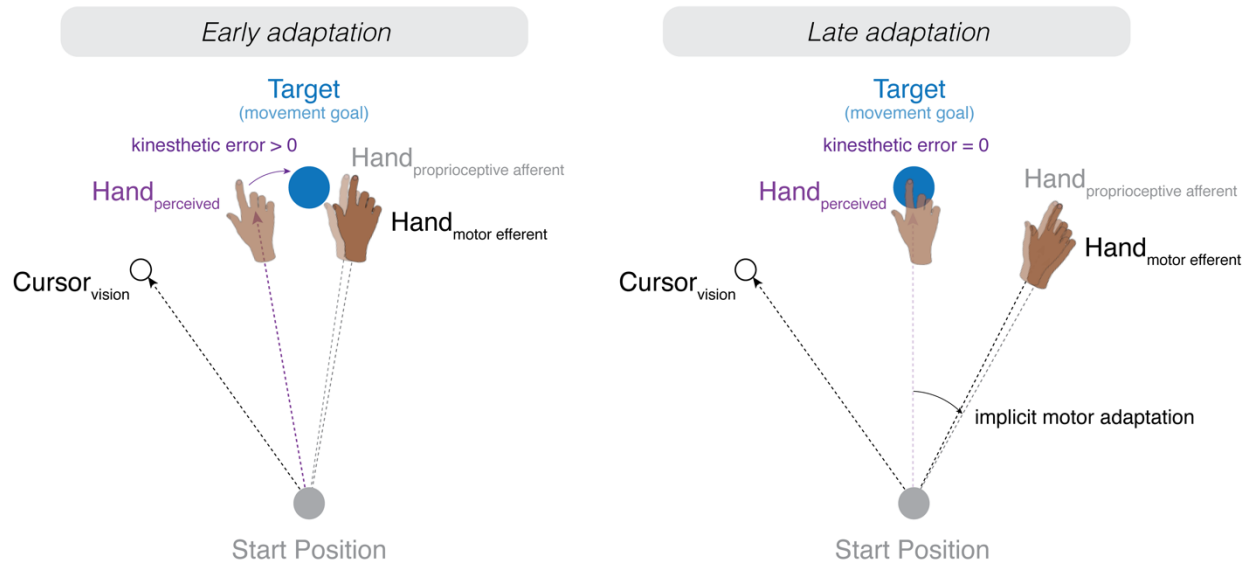 Early adaptation
Target
(movement goal)
kinesthetic error > 0
Hand proprioceptive afferent
Hand perceived
Hand motor efferent
Cursor vision
Start Position
Late adaptation
Target
(movement goal)
kinesthetic error = 0
Hand proprioceptive afferent
Hand perceived
Hand motor efferent
Cursor vision
implicit motor adaptation
Start Position